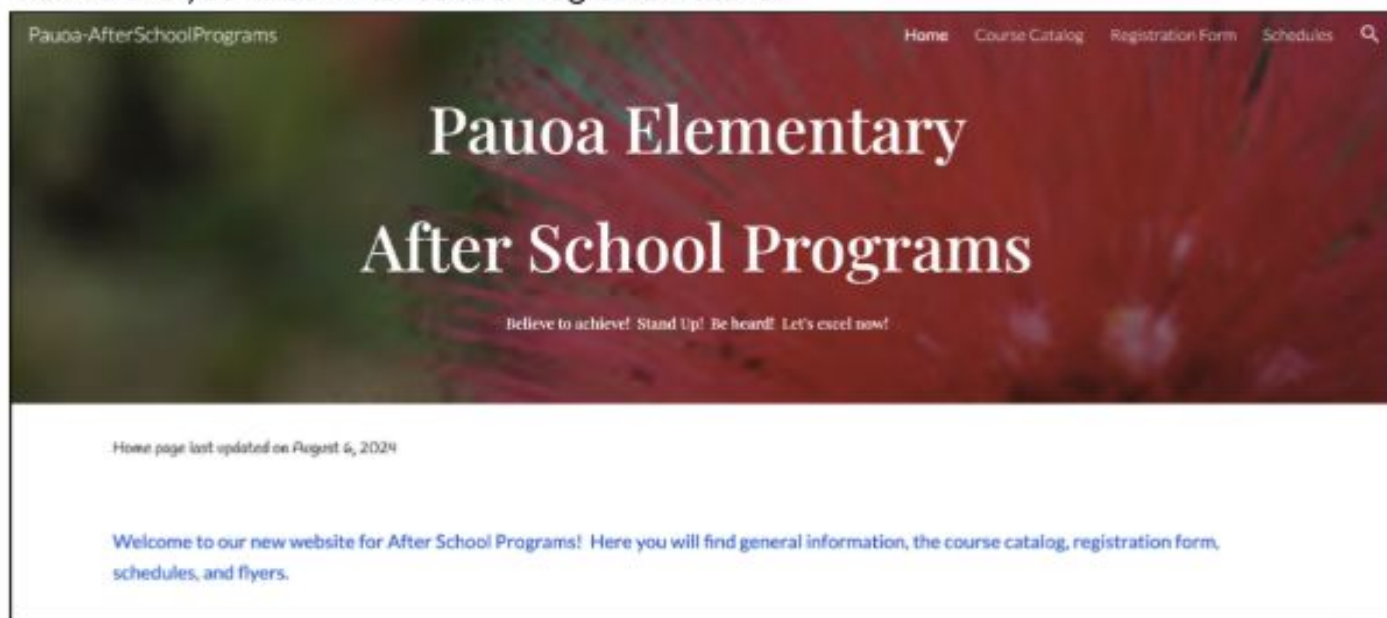 Pauoa-AfterSchoolPrograms
Home Course Catalog Registration Form Schedules
Pauoa Elementary
After School Programs
Believe to achieve! Stand Up! Be heard! Let's excel now!
Home page last updated on August 6, 2024
Welcome to our new website for After School Programs! Here you will find general information, the course catalog, registration form,
schedules, and flyers.